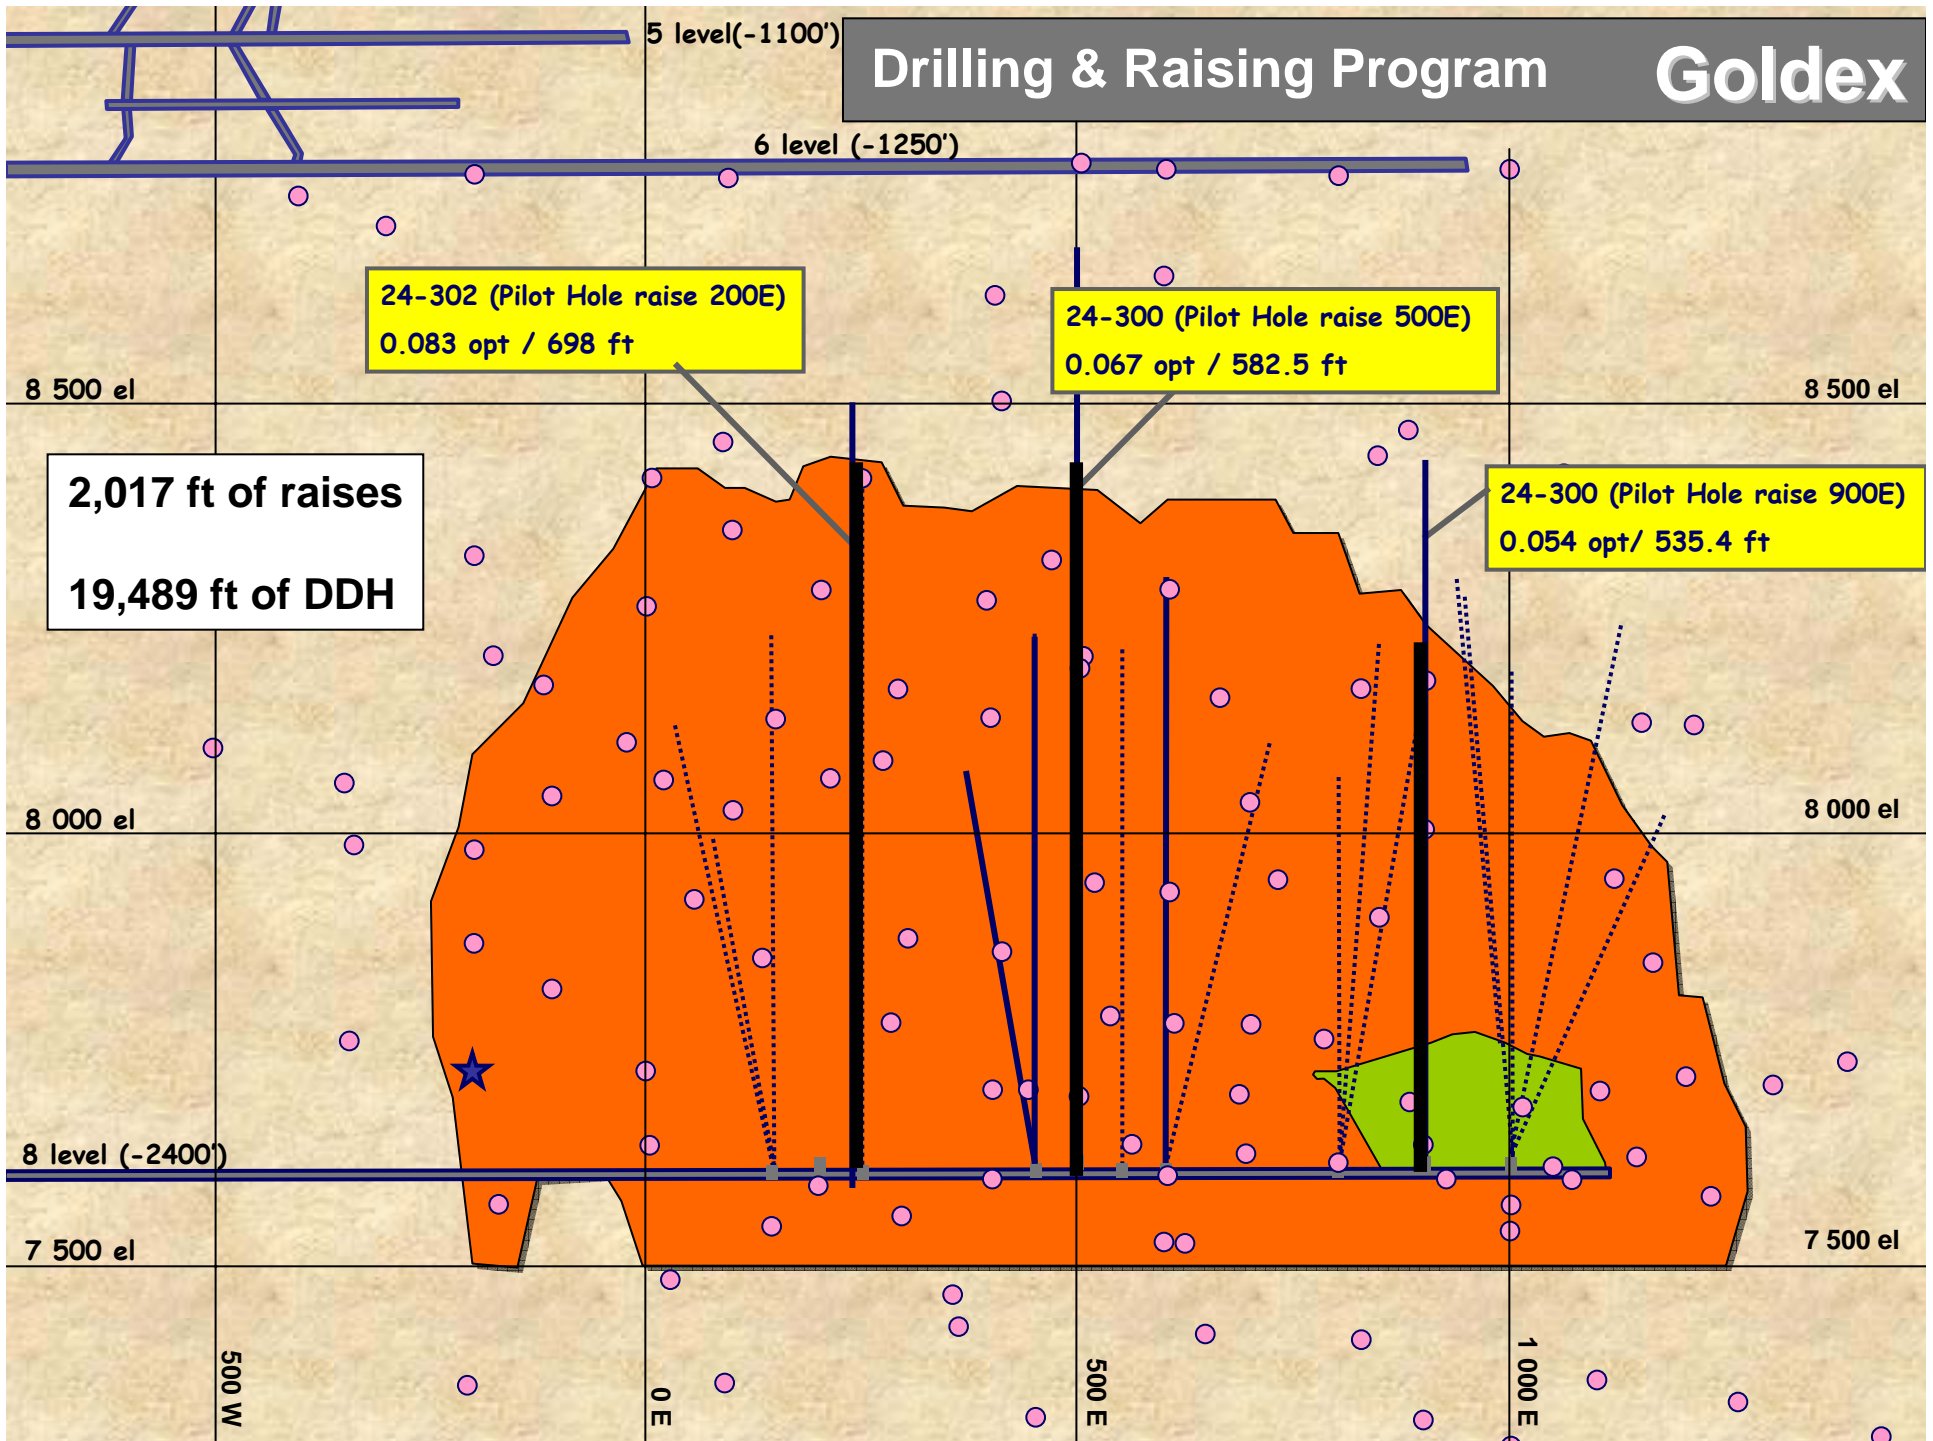 5 level(-1100')
Drilling & Raising Program
Goldex
6 level (-1250')
24-302 (Pilot Hole raise 200E)
0.083 opt / 698 ft
24-300 (Pilot Hole raise 500E)
0.067 opt / 582.5 ft
8 500 el
8 500 el
2,017 ft of raises
19,489 ft of DDH
24-300 (Pilot Hole raise 900E)
0.054 opt/ 535.4 ft
8 000 el
8 000 el
8 level (-2400')
7 500 el
7 500 el
500 W
0 E
500 E
1 000 E